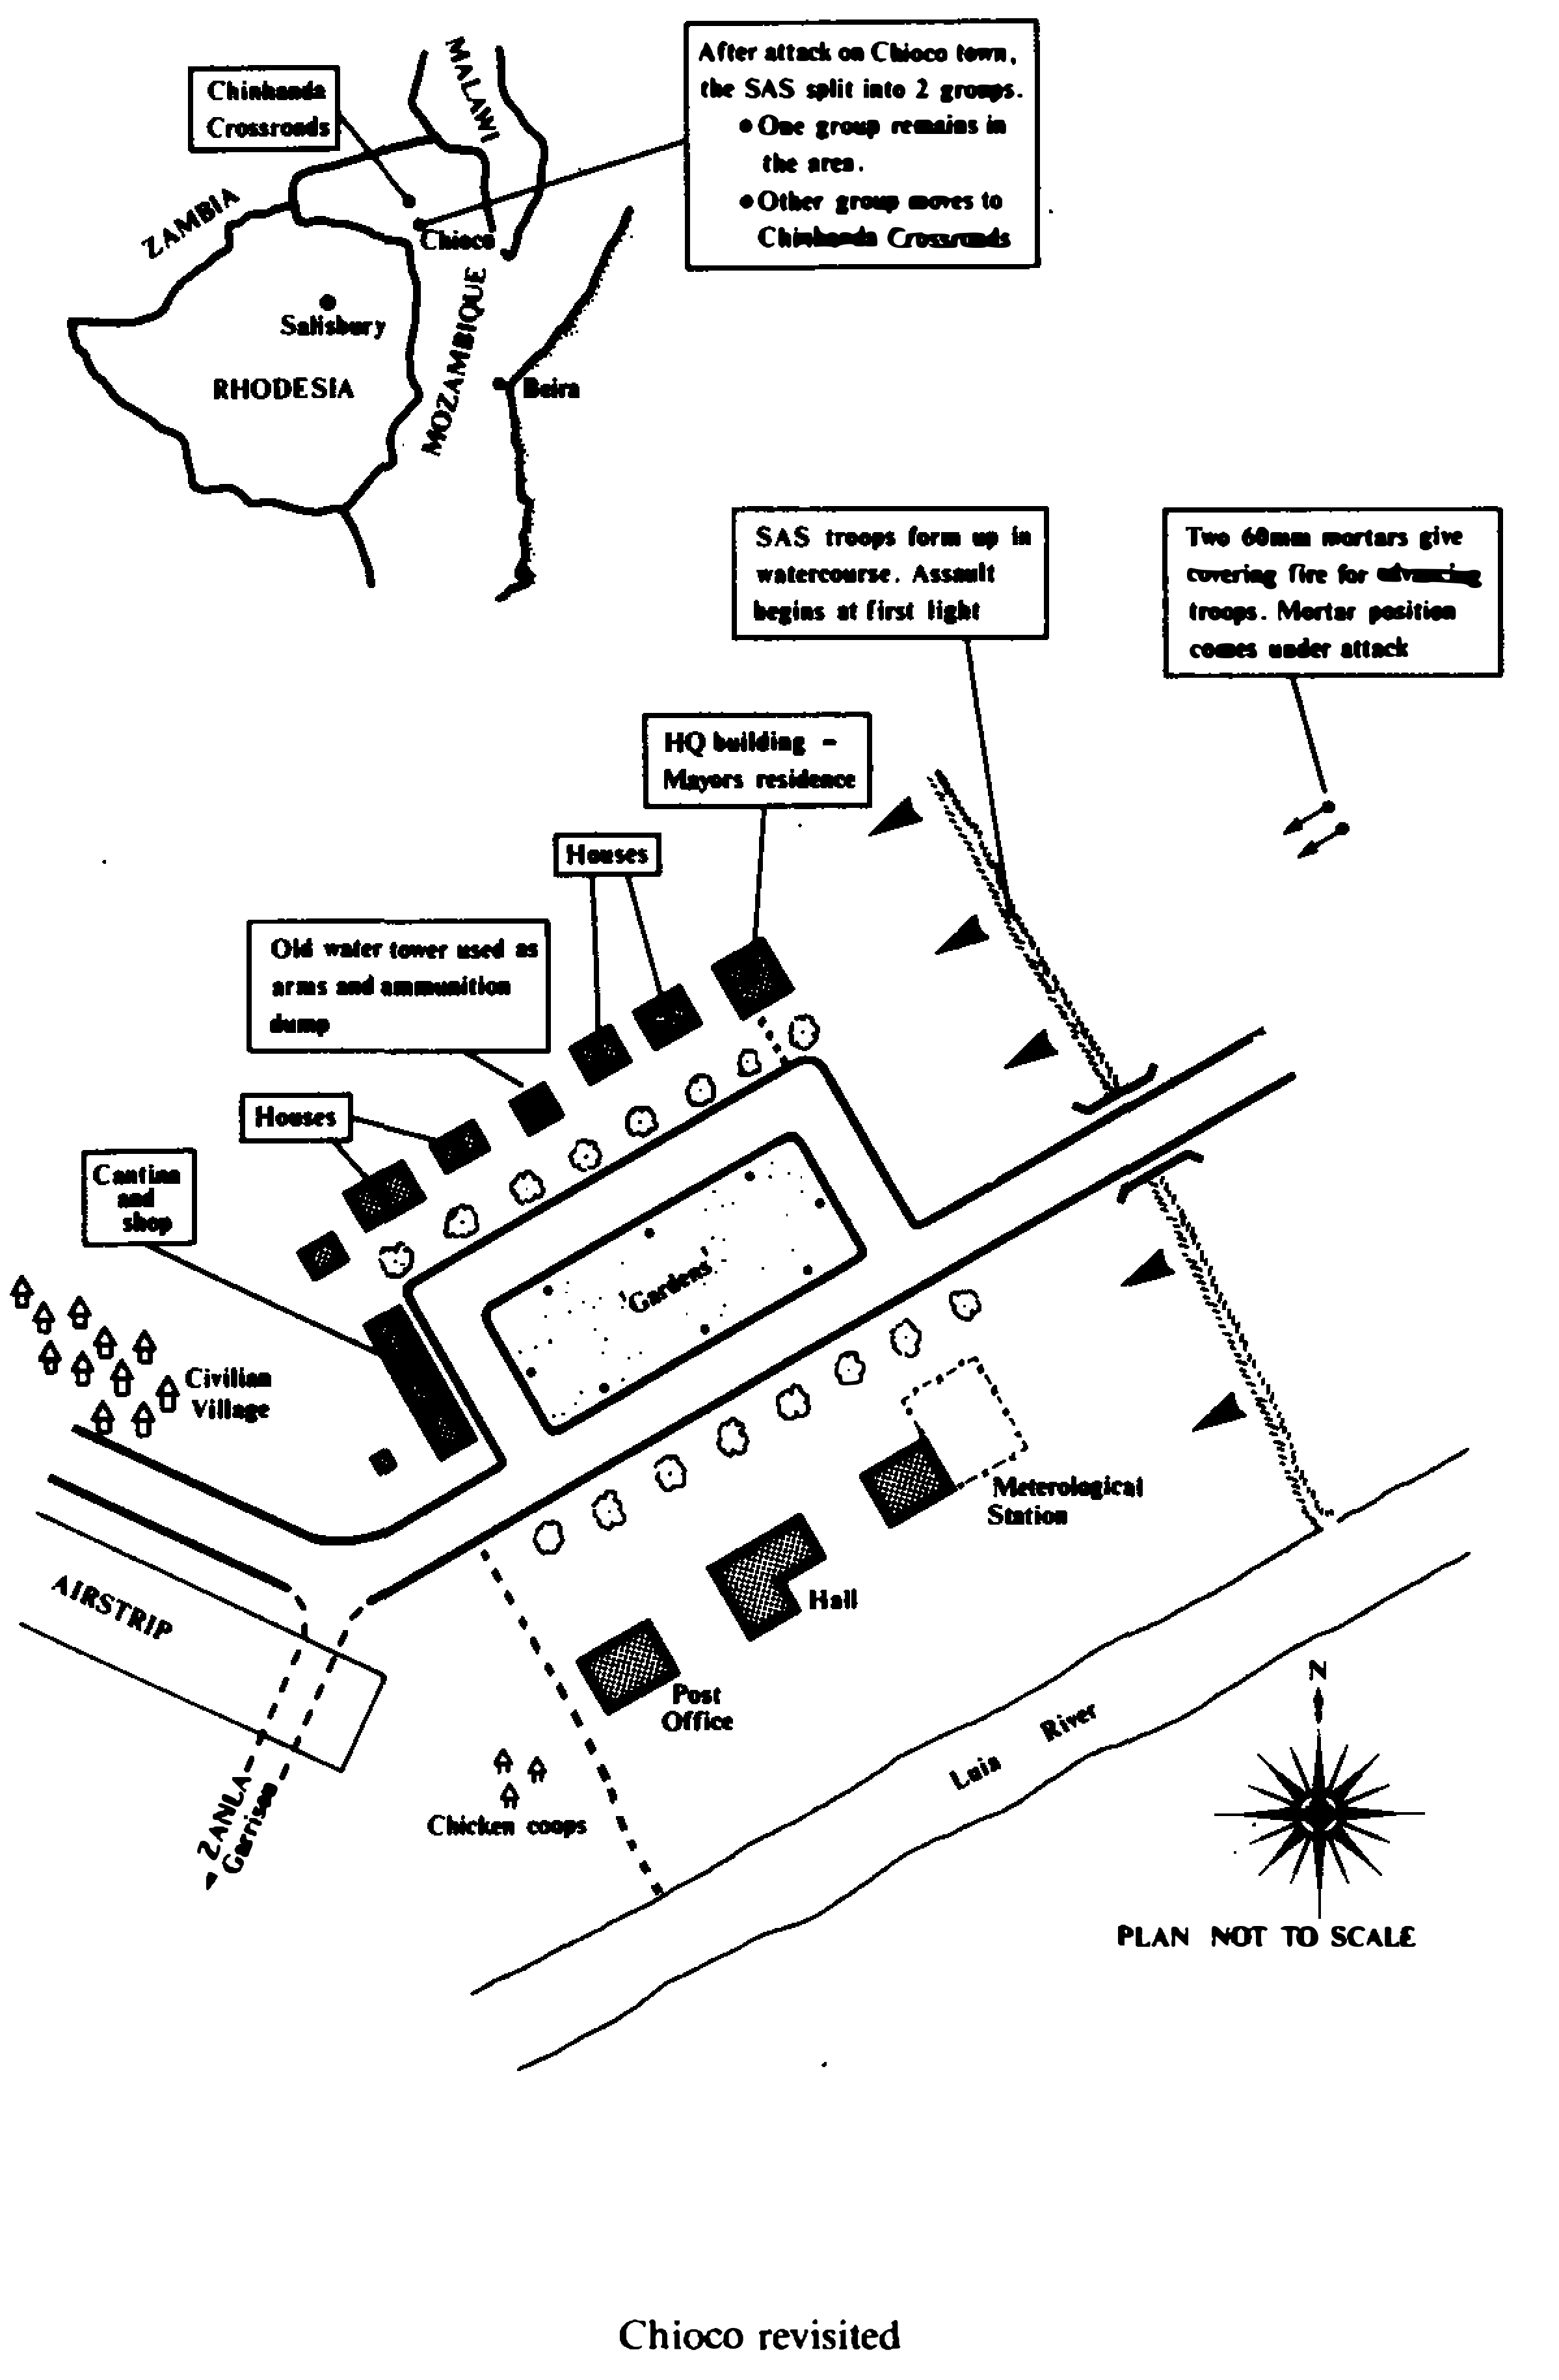 Chinhanda
Crossroads
MALAWI
After attack on Chioco town,
the SAS split into 2 groups.
• One group remains in
the area.
• Other group moves to
Chinhanda Crossroads
ZAMBIA
Chioco
Salisbury
RHODESIA
MOZAMBIQUE
Beira
SAS troops form up in
watercourse. Assault
begins at first light
Two 60mm mortars give
covering fire for advancing
troops. Mortar position
comes under attack
HQ building -
Mayors residence
Houses
Old water tower used as
arms and ammunition
dump
Houses
Cantina
and
shop
'Gardens'
Civilian
Village
Meterological
Station
AIRSTRIP
Hall
Post
Office
Luia River
N
ZANLA
Garrison
Chicken coops
PLAN NOT TO SCALE
Chioco revisited